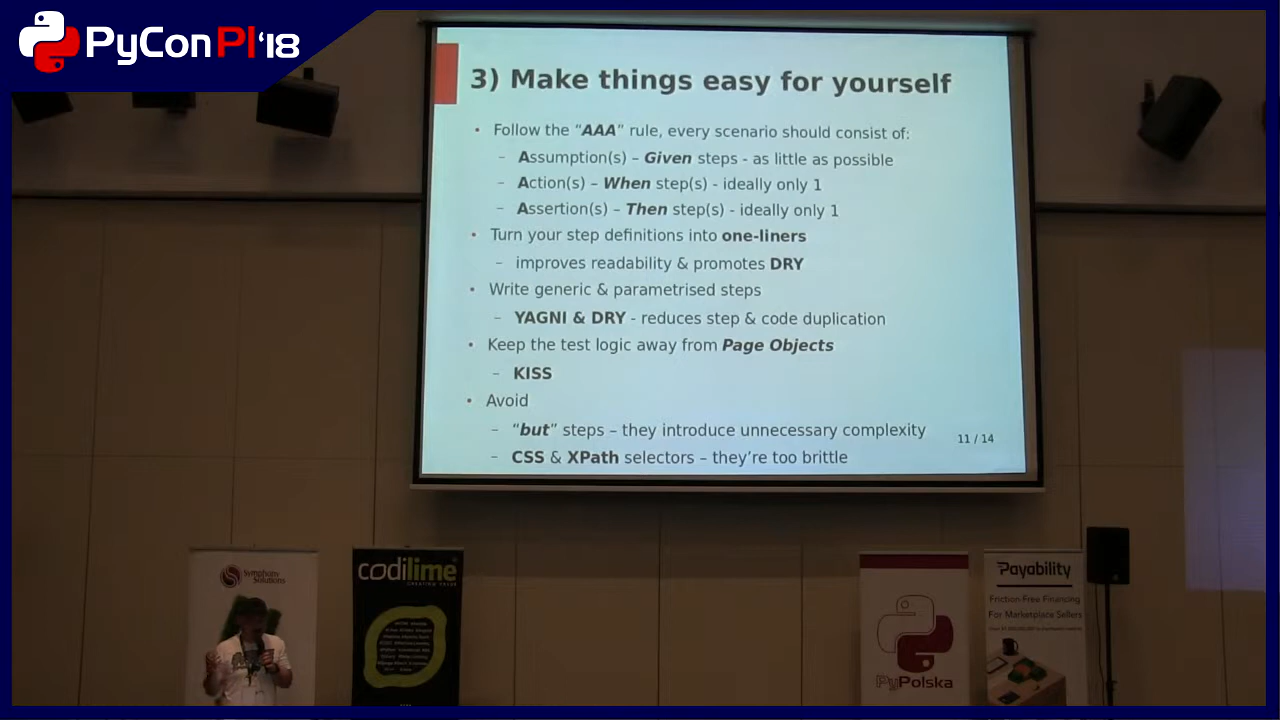 PyCon Pl '18
3) Make things easy for yourself
• Follow the “AAA” rule, every scenario should consist of:
– Assumption(s) – Given steps - as little as possible
– Action(s) – When step(s) - ideally only 1
– Assertion(s) – Then step(s) - ideally only 1
• Turn your step definitions into one-liners
– improves readability & promotes DRY
• Write generic & parametrised steps
– YAGNI & DRY - reduces step & code duplication
• Keep the test logic away from Page Objects
– KISS
• Avoid
– “but” steps – they introduce unnecessary complexity
– CSS & XPath selectors – they’re too brittle
11 / 14
Symphony
Solutions
codilime
CREATING VALUE
PyPolska
Payability
Friction Free Financing
For Marketplace Sellers